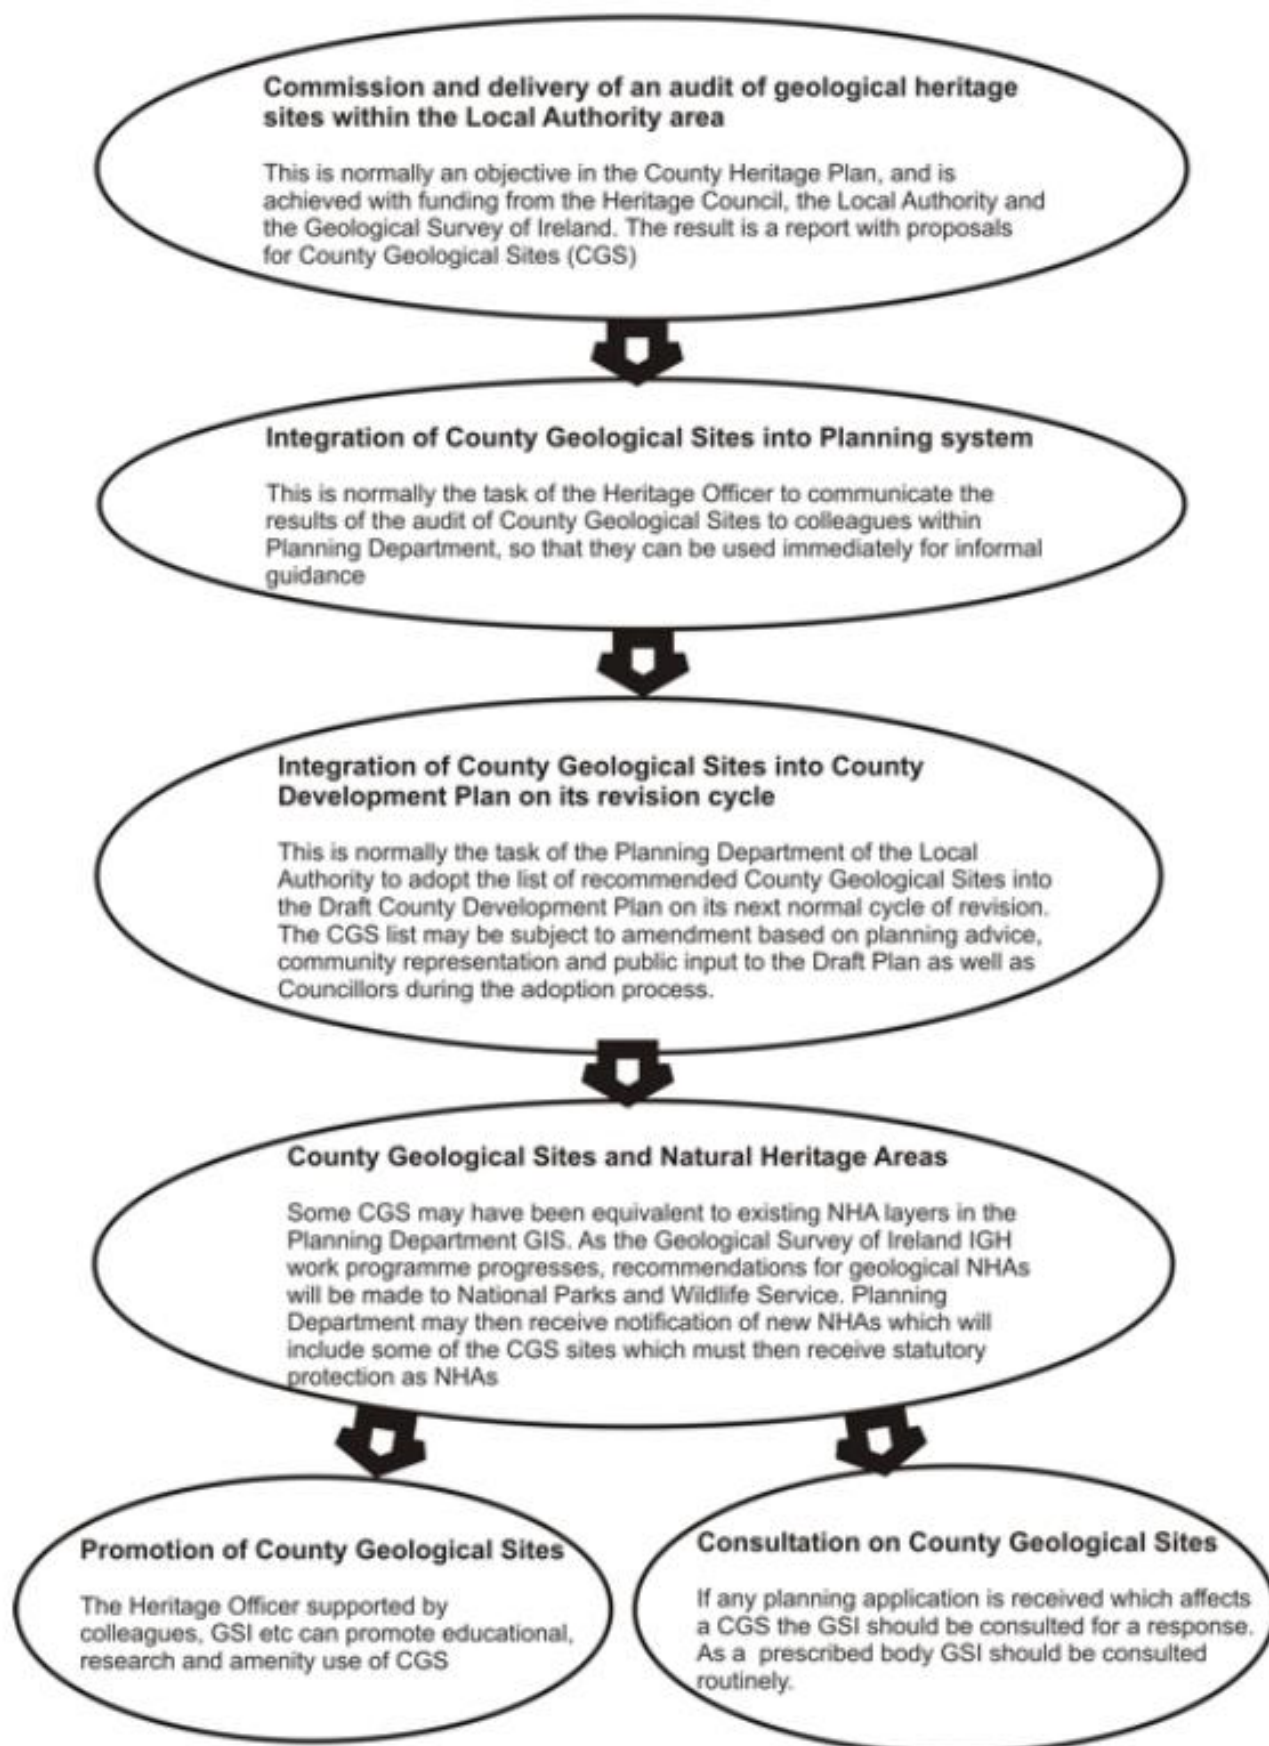 Commission and delivery of an audit of geological heritage
sites within the Local Authority area
This is normally an objective in the County Heritage Plan, and is
achieved with funding from the Heritage Council, the Local Authority and
the Geological Survey of Ireland. The result is a report with proposals
for County Geological Sites (CGS)
Integration of County Geological Sites into Planning system
This is normally the task of the Heritage Officer to communicate the
results of the audit of County Geological Sites to colleagues within
Planning Department, so that they can be used immediately for informal
guidance
Integration of County Geological Sites into County
Development Plan on its revision cycle
This is normally the task of the Planning Department of the Local
Authority to adopt the list of recommended County Geological Sites into
the Draft County Development Plan on its next normal cycle of revision.
The CGS list may be subject to amendment based on planning advice,
community representation and public input to the Draft Plan as well as
Councillors during the adoption process.
County Geological Sites and Natural Heritage Areas
Some CGS may have been equivalent to existing NHA layers in the
Planning Department GIS. As the Geological Survey of Ireland IGH
work programme progresses, recommendations for geological NHAs
will be made to National Parks and Wildlife Service. Planning
Department may then receive notification of new NHAs which will
include some of the CGS sites which must then receive statutory
protection as NHAs
Promotion of County Geological Sites
The Heritage Officer supported by
colleagues, GSI etc can promote educational,
research and amenity use of CGS
Consultation on County Geological Sites
If any planning application is received which affects
a CGS the GSI should be consulted for a response.
As a prescribed body GSI should be consulted
routinely.